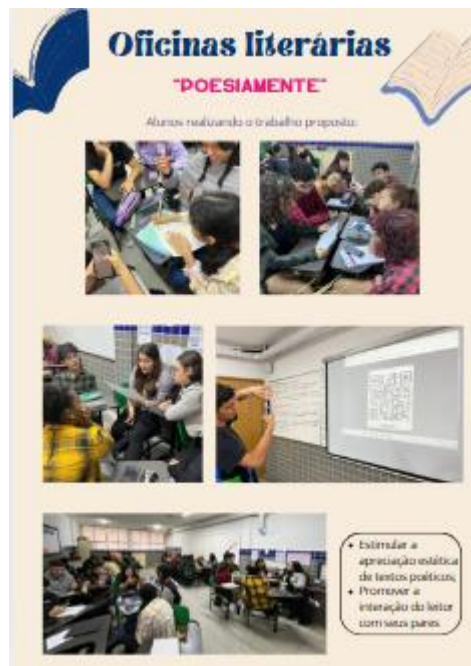 Oficinas literárias
"POESIAMENTE"
Alunos realizando o trabalho proposto:
• Estimular a
apreciação estética
de textos poéticos;
• Promover a
interação do leitor
com seus pares